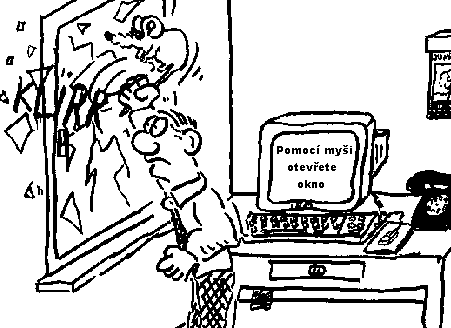 KLIRR
Pomocí myši
otevřete
okno